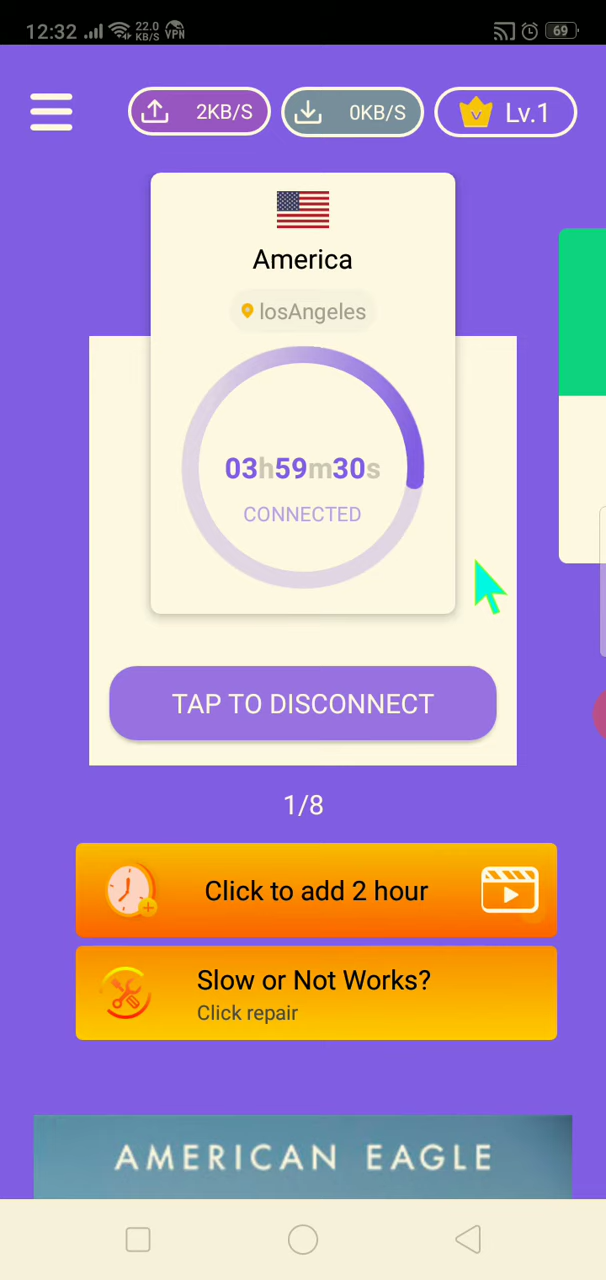 12:32 22.0 KB/S VPN 69
2KB/S 0KB/S Lv.1
America
losAngeles
03h59m30s
CONNECTED
TAP TO DISCONNECT
1/8
Click to add 2 hour
Slow or Not Works?
Click repair
AMERICAN EAGLE